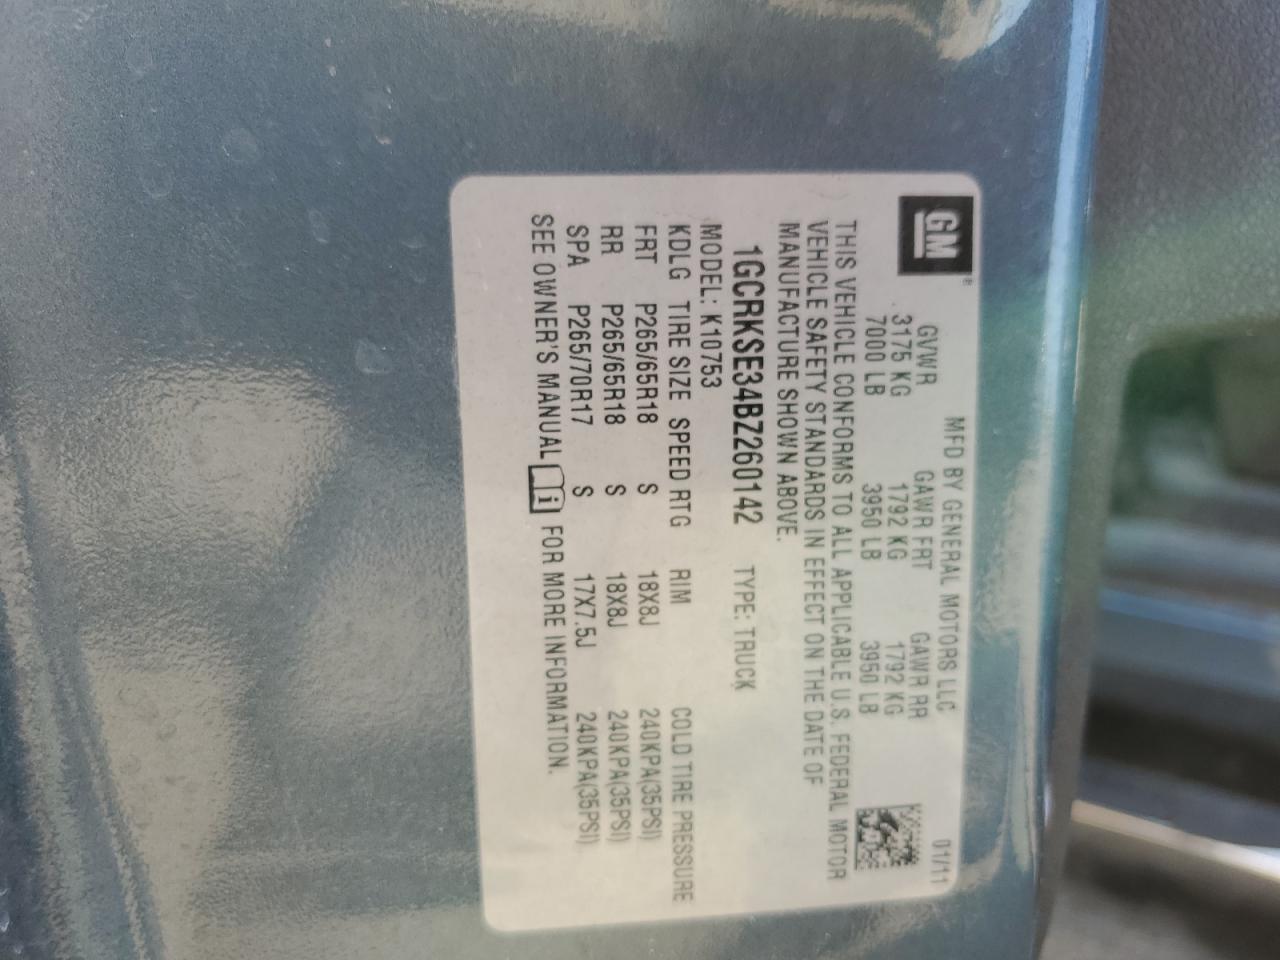 GM
®
MFD BY GENERAL MOTORS LLC 01/11
GVWR GAWR FRT GAWR RR
3175 KG 1792 KG 1792 KG
7000 LB 3950 LB 3950 LB
THIS VEHICLE CONFORMS TO ALL APPLICABLE U.S. FEDERAL MOTOR
VEHICLE SAFETY STANDARDS IN EFFECT ON THE DATE OF
MANUFACTURE SHOWN ABOVE.
1GCRKSE34BZ260142 TYPE: TRUCK
MODEL: K10753
KDLG TIRE SIZE SPEED RTG RIM COLD TIRE PRESSURE
FRT P265/65R18 S 18X8J 240KPA(35PSI)
RR P265/65R18 S 18X8J 240KPA(35PSI)
SPA P265/70R17 S 17X7.5J 240KPA(35PSI)
SEE OWNER'S MANUAL i FOR MORE INFORMATION.